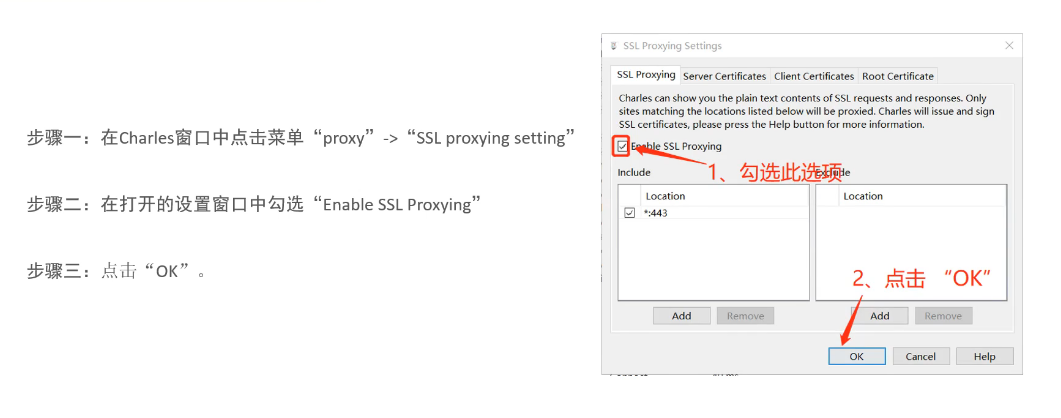 步骤一：在Charles窗口中点击菜单“proxy”->“SSL proxying setting”
步骤二：在打开的设置窗口中勾选“Enable SSL Proxying”
步骤三：点击“OK”。
SSL Proxying Settings
SSL Proxying Server Certificates Client Certificates Root Certificate
Charles can show you the plain text contents of SSL requests and responses. Only
sites matching the locations listed below will be proxied. Charles will issue and sign
SSL certificates, please press the Help button for more information.
Enable SSL Proxying
1、勾选此选项
Include Exclude
Location Location
*:443
2、点击 “OK”
Add Remove Add Remove
OK Cancel Help